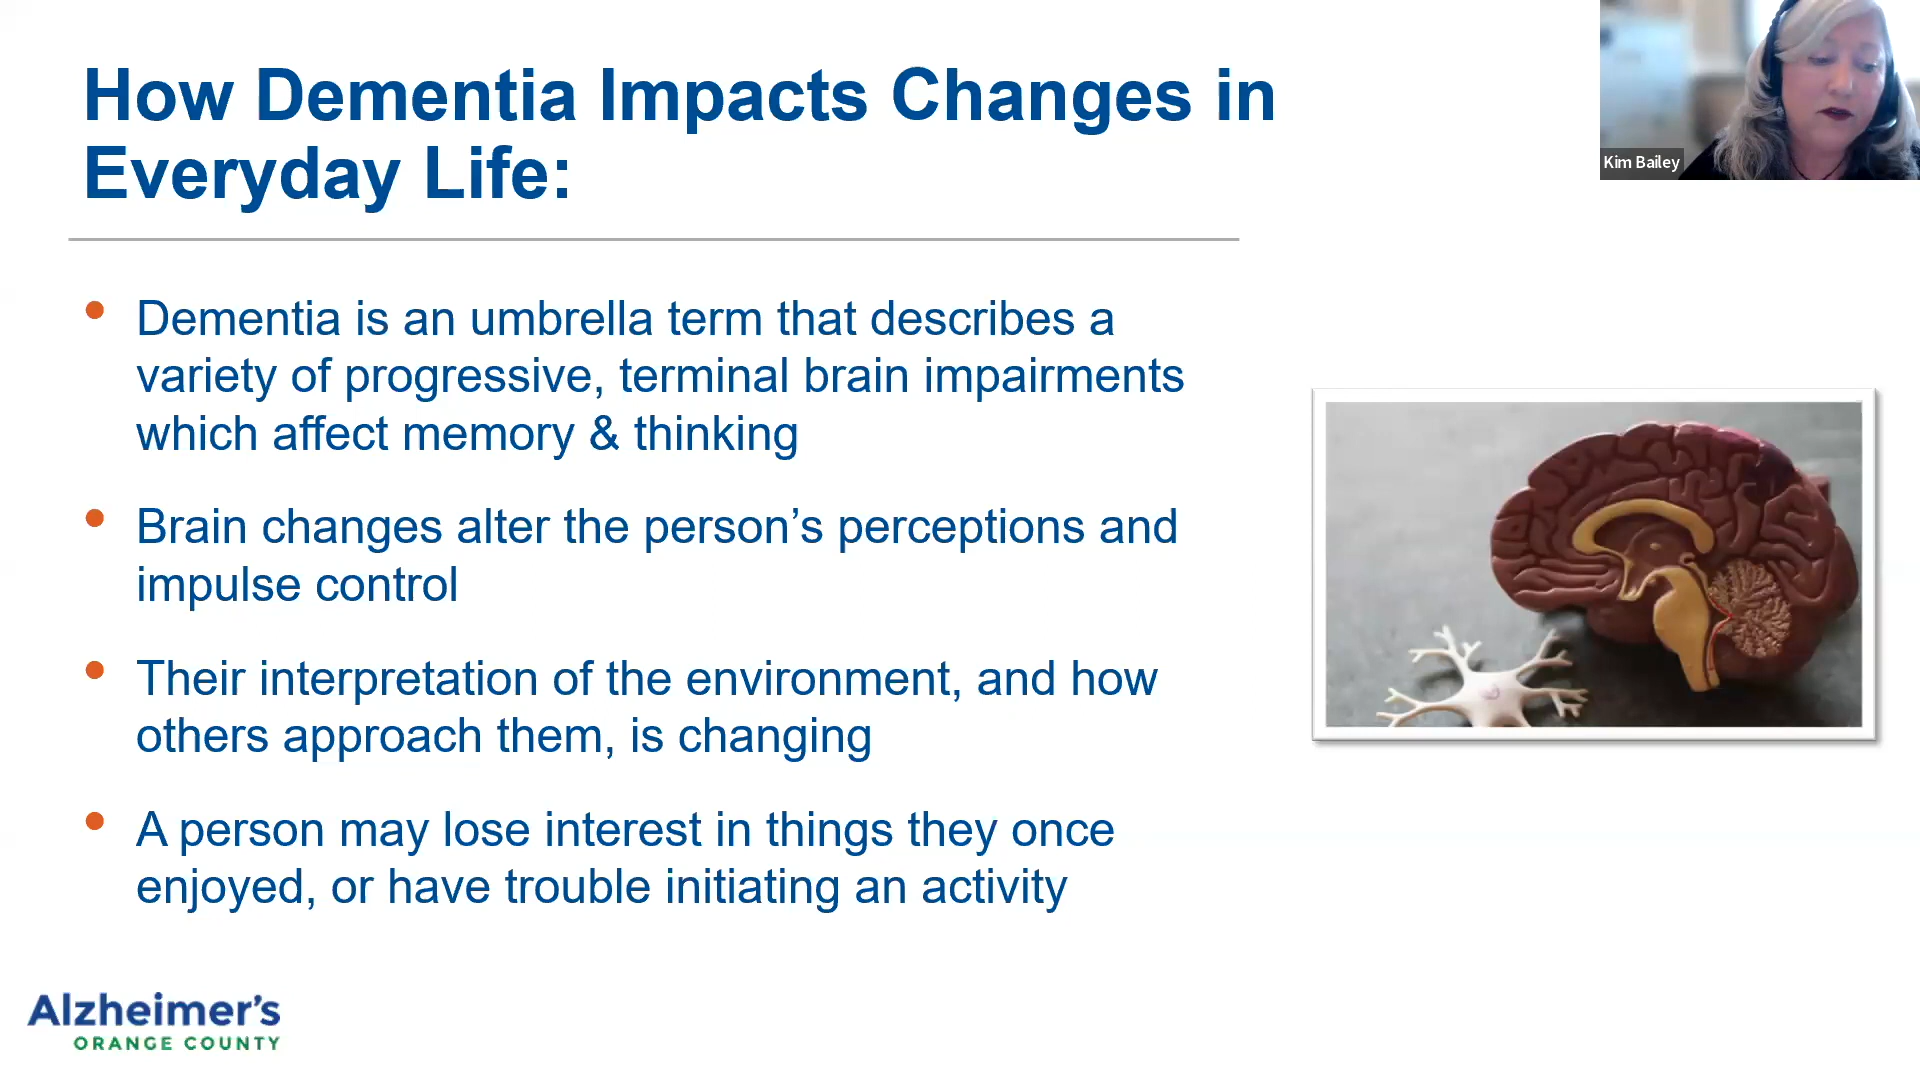 How Dementia Impacts Changes in
Everyday Life:
Kim Bailey
• Dementia is an umbrella term that describes a
variety of progressive, terminal brain impairments
which affect memory & thinking
• Brain changes alter the person’s perceptions and
impulse control
• Their interpretation of the environment, and how
others approach them, is changing
• A person may lose interest in things they once
enjoyed, or have trouble initiating an activity
Alzheimer’s
ORANGE COUNTY